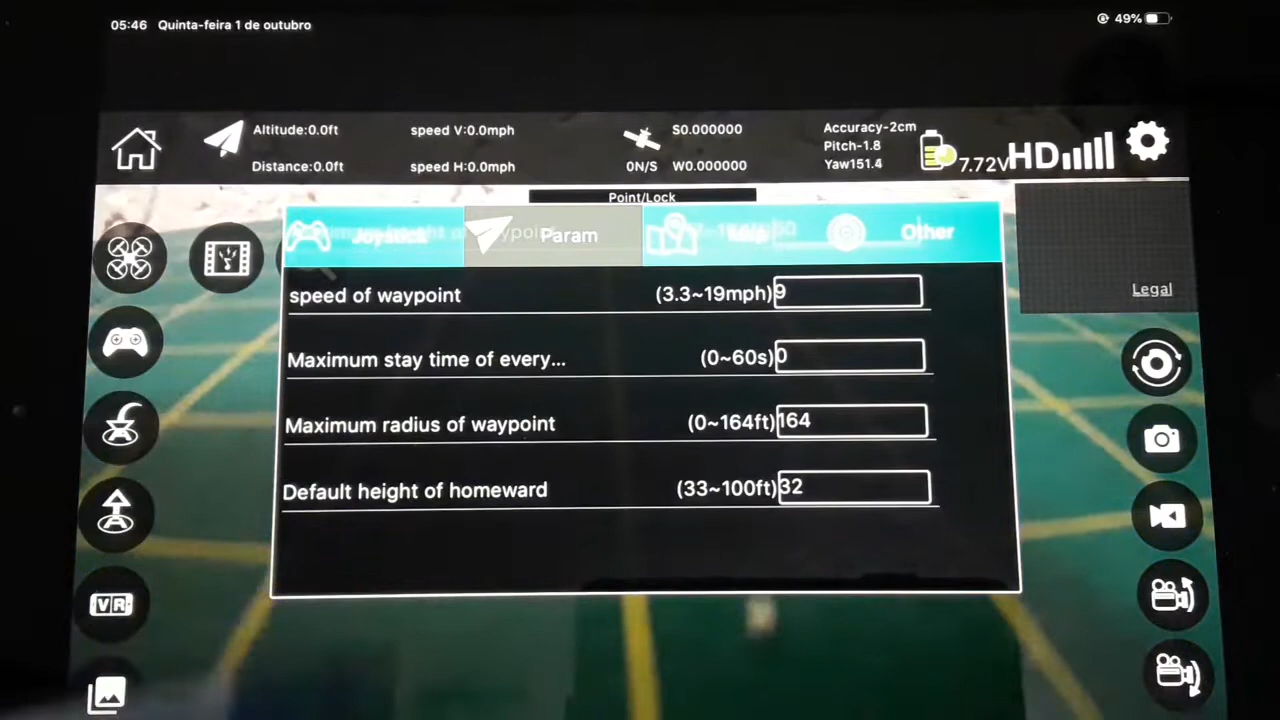 05:46 Quinta-feira 1 de outubro
49%
Altitude:0.0ft speed V:0.0mph S0.000000 Accuracy-2cm
Pitch-1.8
Distance:0.0ft speed H:0.0mph 0N/S W0.000000 Yaw151.4
7.72V HD
Point/Lock
Joystick Param Map Other
speed of waypoint (3.3~19mph) 9
Maximum stay time of every... (0~60s) 0
Maximum radius of waypoint (0~164ft) 164
Default height of homeward (33~100ft) 32
Legal
VR